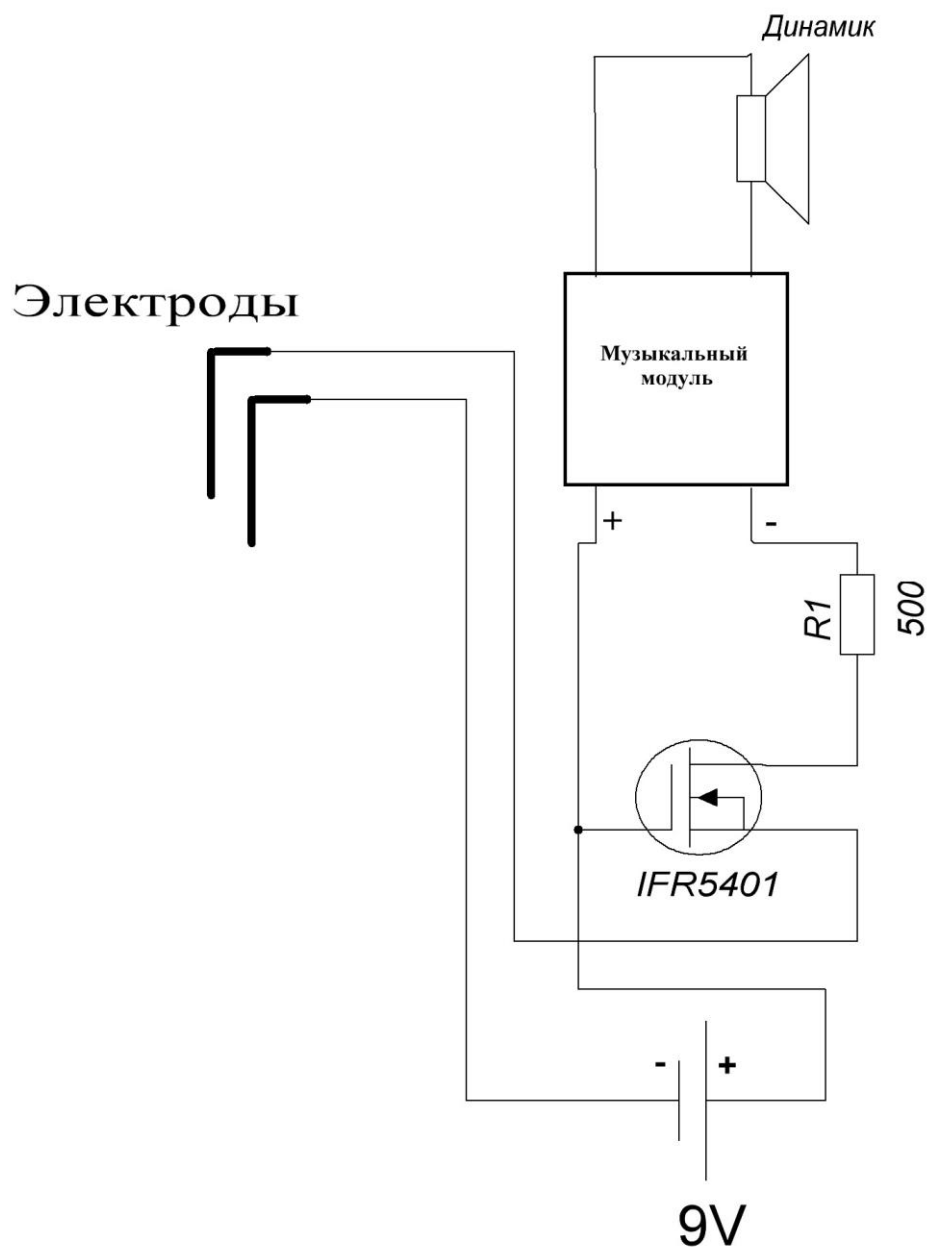 Динамик
Электроды
Музыкальный
модуль
+
-
R1
500
IFR5401
-
+
9V